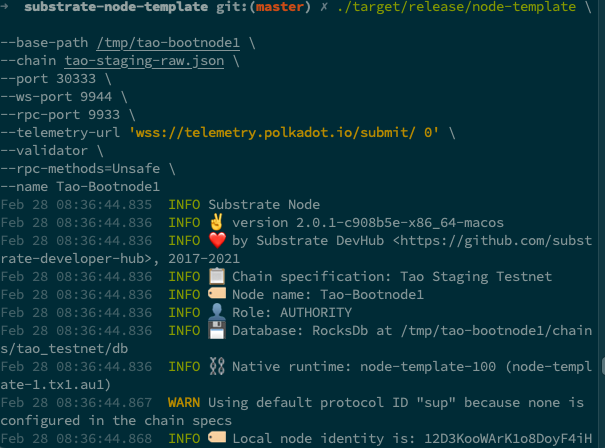 ➜  substrate-node-template git:(master) ✗ ./target/release/node-template \
--base-path /tmp/tao-bootnode1 \
--chain tao-staging-raw.json \
--port 30333 \
--ws-port 9944 \
--rpc-port 9933 \
--telemetry-url 'wss://telemetry.polkadot.io/submit/ 0' \
--validator \
--rpc-methods=Unsafe \
--name Tao-Bootnode1
Feb 28 08:36:44.835  INFO Substrate Node
Feb 28 08:36:44.836  INFO ✌️ version 2.0.1-c908b5e-x86_64-macos
Feb 28 08:36:44.836  INFO ❤️ by Substrate DevHub <https://github.com/subst
rate-developer-hub>, 2017-2021
Feb 28 08:36:44.836  INFO 📋 Chain specification: Tao Staging Testnet
Feb 28 08:36:44.836  INFO 🏷 Node name: Tao-Bootnode1
Feb 28 08:36:44.836  INFO 👤 Role: AUTHORITY
Feb 28 08:36:44.836  INFO 💾 Database: RocksDb at /tmp/tao-bootnode1/chain
s/tao_testnet/db
Feb 28 08:36:44.836  INFO ⛓ Native runtime: node-template-100 (node-templ
ate-1.tx1.au1)
Feb 28 08:36:44.867  WARN Using default protocol ID "sup" because none is
configured in the chain specs
Feb 28 08:36:44.868  INFO 🏷 Local node identity is: 12D3KooWArK1o8DoyF4iH